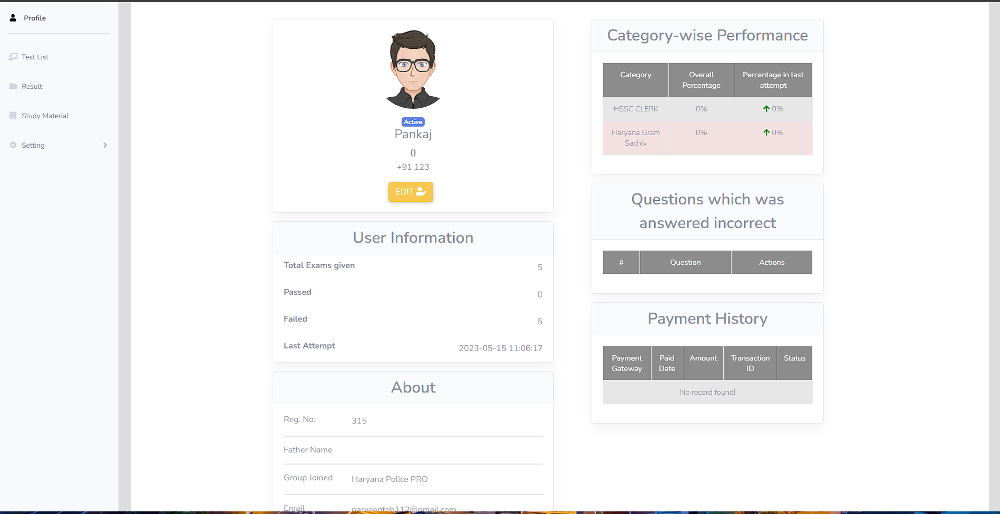 Profile
Test List
Result
Study Material
Setting
Active
Pankaj
()
+91 123
EDIT
User Information
Total Exams given 5
Passed 0
Failed 5
Last Attempt 2023-05-15 11:06:17
About
Reg. No. 315
Father Name
Group Joined Haryana Police PRO
Email parveentoh112@gmail.com
Category-wise Performance
Category Overall Percentage Percentage in last attempt
HSSC CLERK 0% 0%
Haryana Gram Sachiv 0% 0%
Questions which was
answered incorrect
# Question Actions
Payment History
Payment Gateway Paid Date Amount Transaction ID Status
No record found!